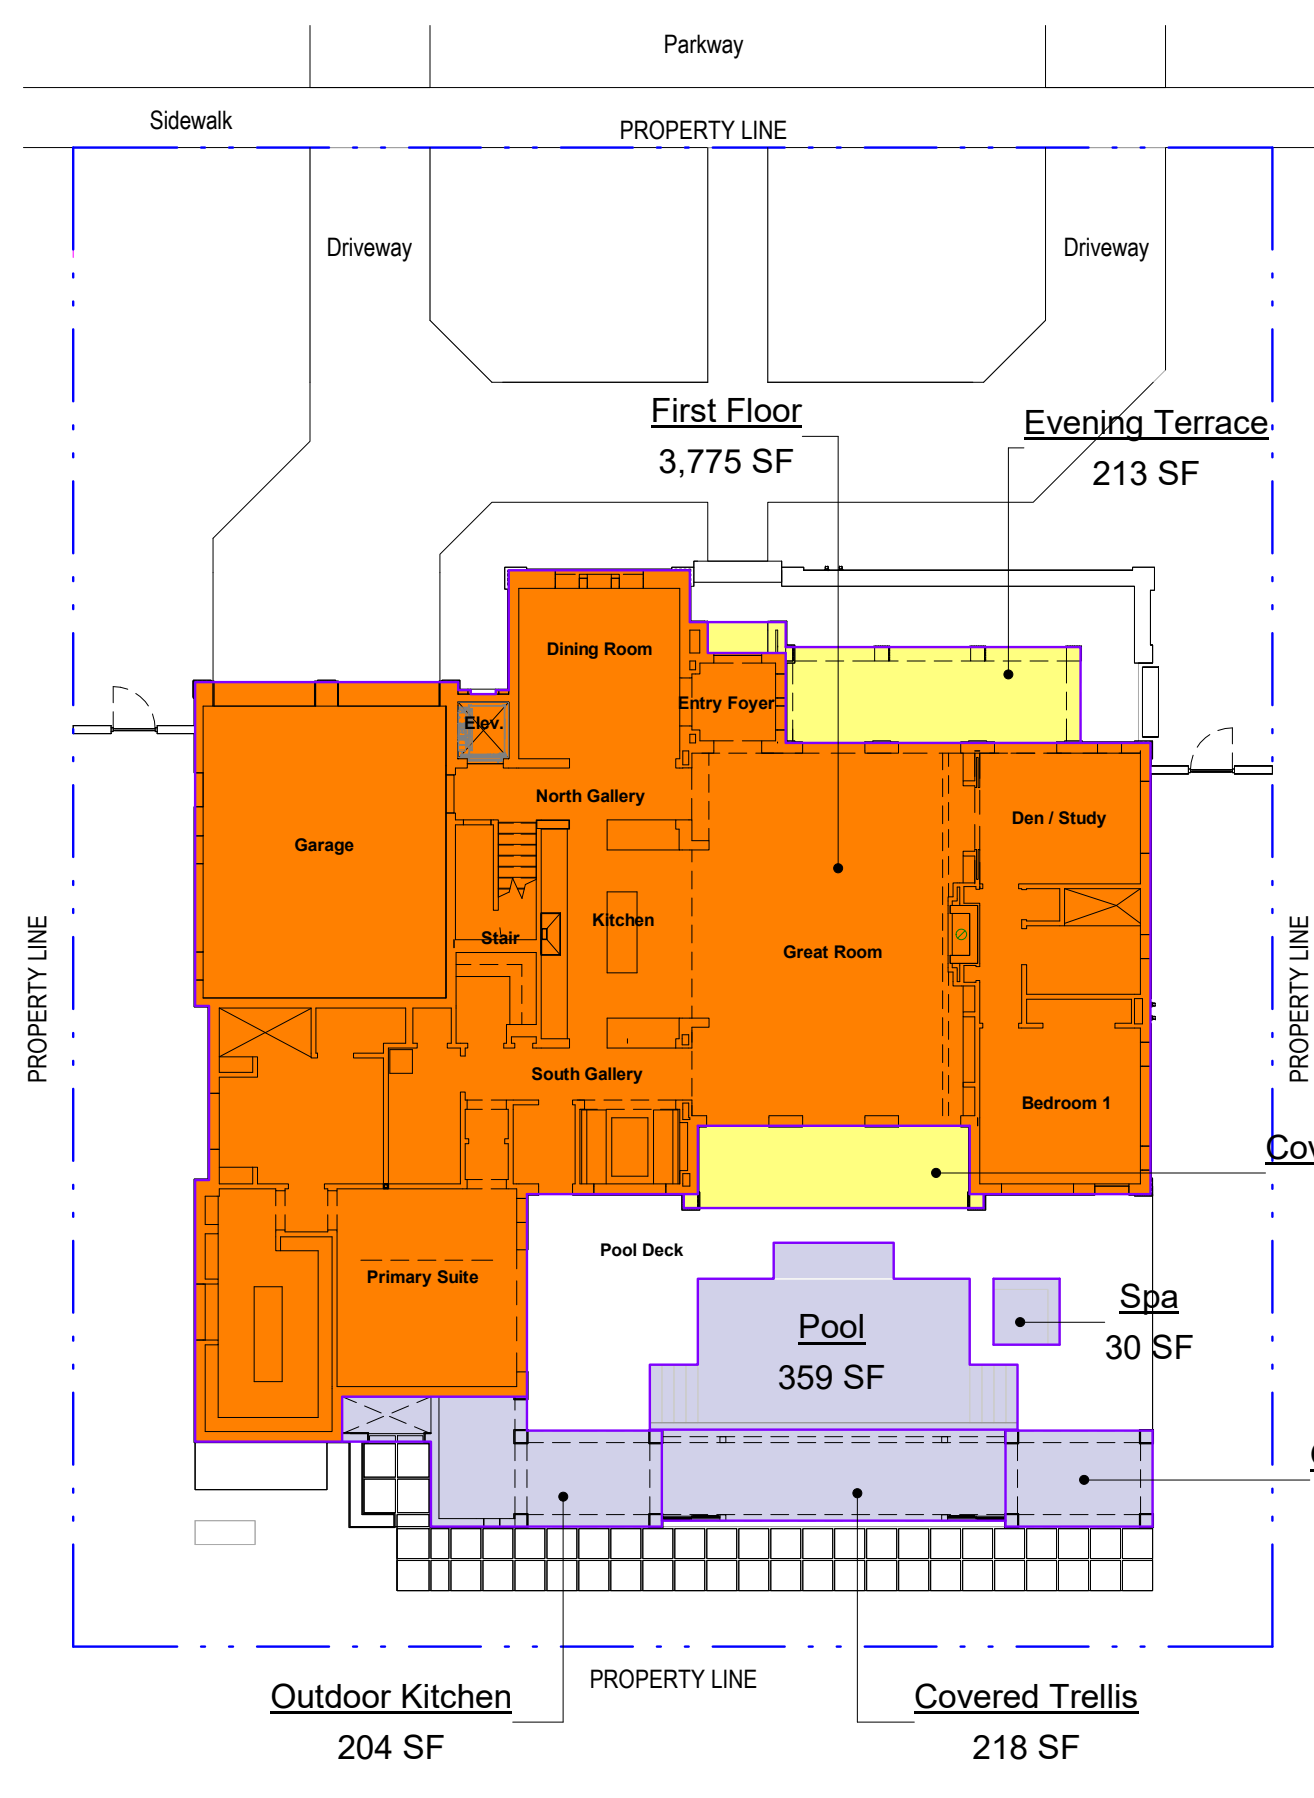 Parkway
Sidewalk
PROPERTY LINE
Driveway
Driveway
First Floor
3,775 SF
Evening Terrace
213 SF
Dining Room
Entry Foyer
Elev.
North Gallery
Den / Study
Garage
Kitchen
Stair
Great Room
PROPERTY LINE
PROPERTY LINE
South Gallery
Bedroom 1
Cov
Pool Deck
Primary Suite
Spa
30 SF
Pool
359 SF
PROPERTY LINE
Outdoor Kitchen
204 SF
Covered Trellis
218 SF